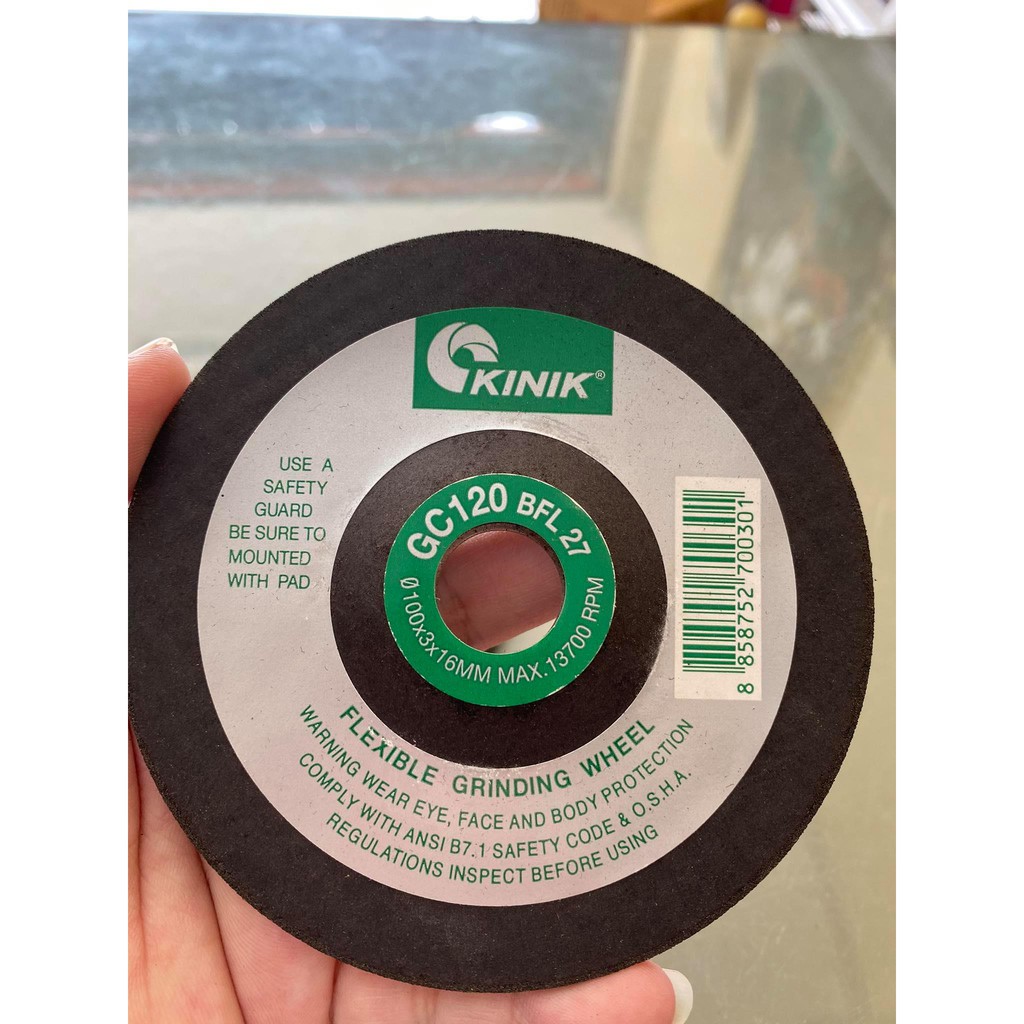 KINIK®
USE A
SAFETY
GUARD
BE SURE TO
MOUNTED
WITH PAD
GC120 BFL 27
Ø100x3x16MM MAX.13700 RPM
8 858752 700301
FLEXIBLE GRINDING WHEEL
WARNING WEAR EYE, FACE AND BODY PROTECTION
COMPLY WITH ANSI B7.1 SAFETY CODE & O.S.H.A.
REGULATIONS INSPECT BEFORE USING